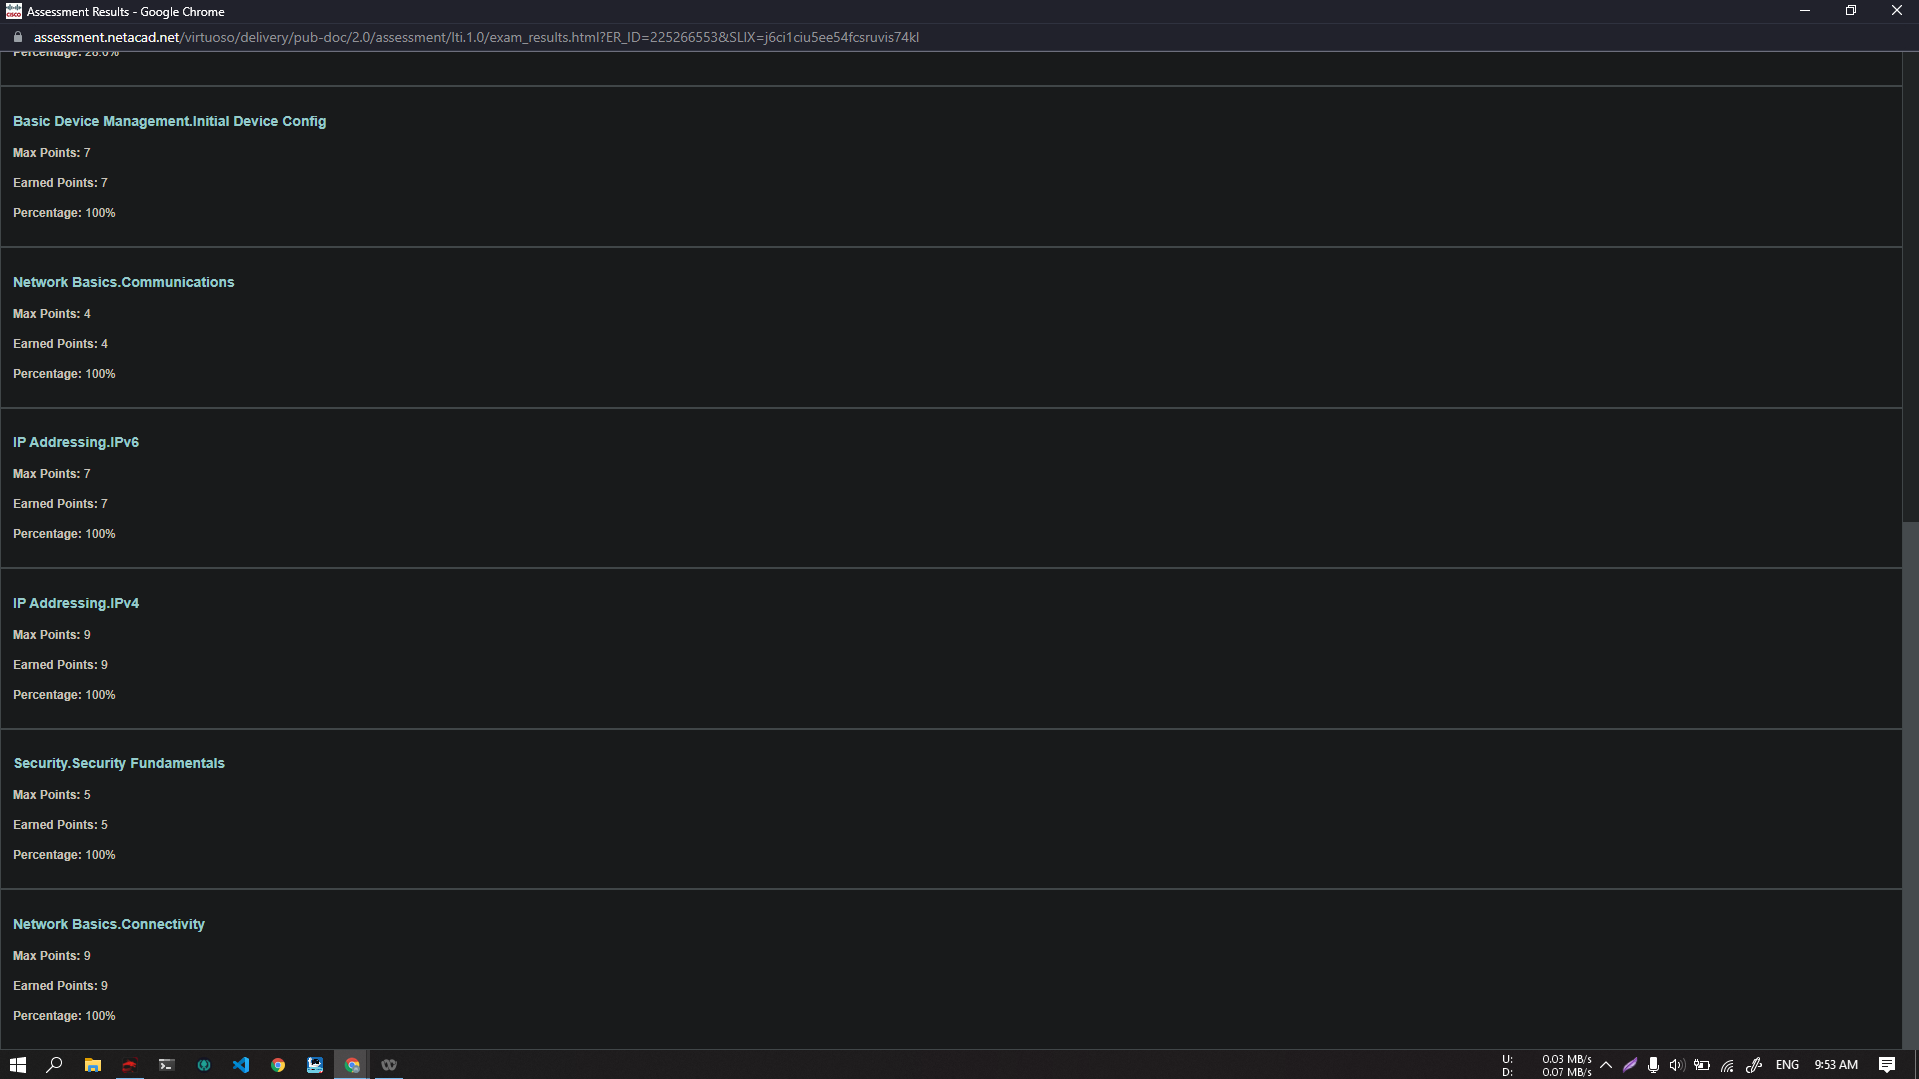 Assessment Results - Google Chrome
assessment.netacad.net/virtuoso/delivery/pub-doc/2.0/assessment/lti.1.0/exam_results.html?ER_ID=225266553&SLIX=j6ci1ciu5ee54fcsruvis74kl
Percentage: 28.6%
Basic Device Management.Initial Device Config
Max Points: 7
Earned Points: 7
Percentage: 100%
Network Basics.Communications
Max Points: 4
Earned Points: 4
Percentage: 100%
IP Addressing.IPv6
Max Points: 7
Earned Points: 7
Percentage: 100%
IP Addressing.IPv4
Max Points: 9
Earned Points: 9
Percentage: 100%
Security.Security Fundamentals
Max Points: 5
Earned Points: 5
Percentage: 100%
Network Basics.Connectivity
Max Points: 9
Earned Points: 9
Percentage: 100%
U: 0.03 MB/s
D: 0.07 MB/s
ENG
9:53 AM